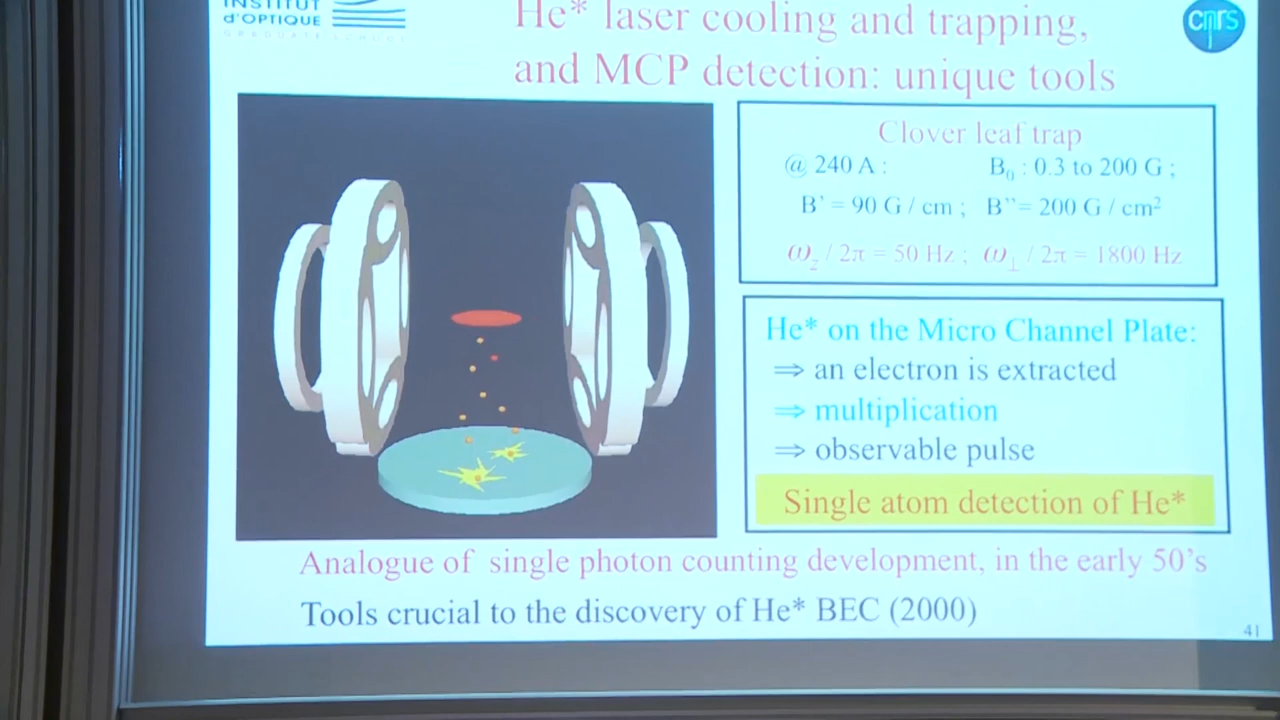 INSTITUT
d'OPTIQUE
GRADUATE SCHOOL
He* laser cooling and trapping,
and MCP detection: unique tools
cnrs
Clover leaf trap
@ 240 A : B₀ : 0.3 to 200 G ;
B' = 90 G / cm ; B''= 200 G / cm²
ω_z / 2π = 50 Hz ; ω_⊥ / 2π = 1800 Hz
He* on the Micro Channel Plate:
⇒ an electron is extracted
⇒ multiplication
⇒ observable pulse
Single atom detection of He*
Analogue of single photon counting development, in the early 50's
Tools crucial to the discovery of He* BEC (2000)
41